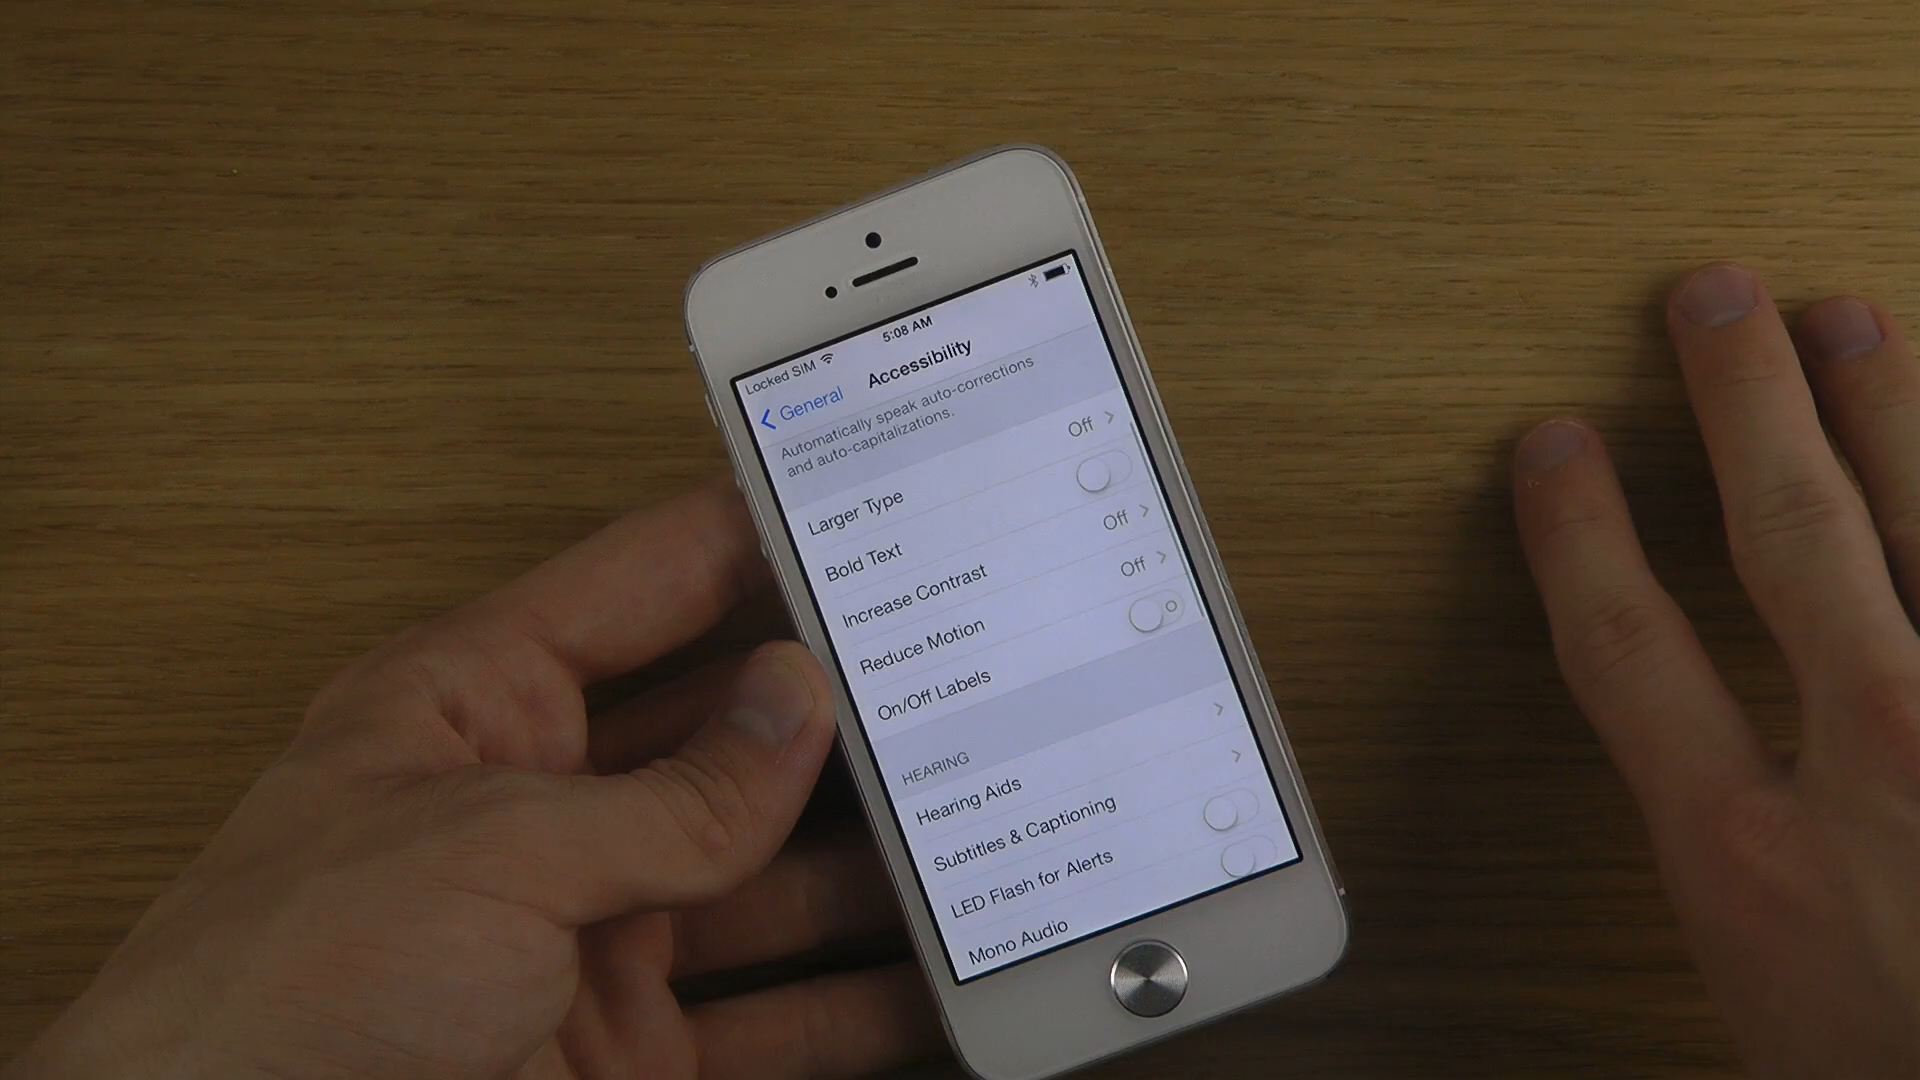 Locked SIM
5:08 AM
General
Accessibility
Automatically speak auto-corrections
and auto-capitalizations.
Larger Type
Off
Bold Text
Increase Contrast
Off
Reduce Motion
Off
On/Off Labels
HEARING
Hearing Aids
Subtitles & Captioning
LED Flash for Alerts
Mono Audio